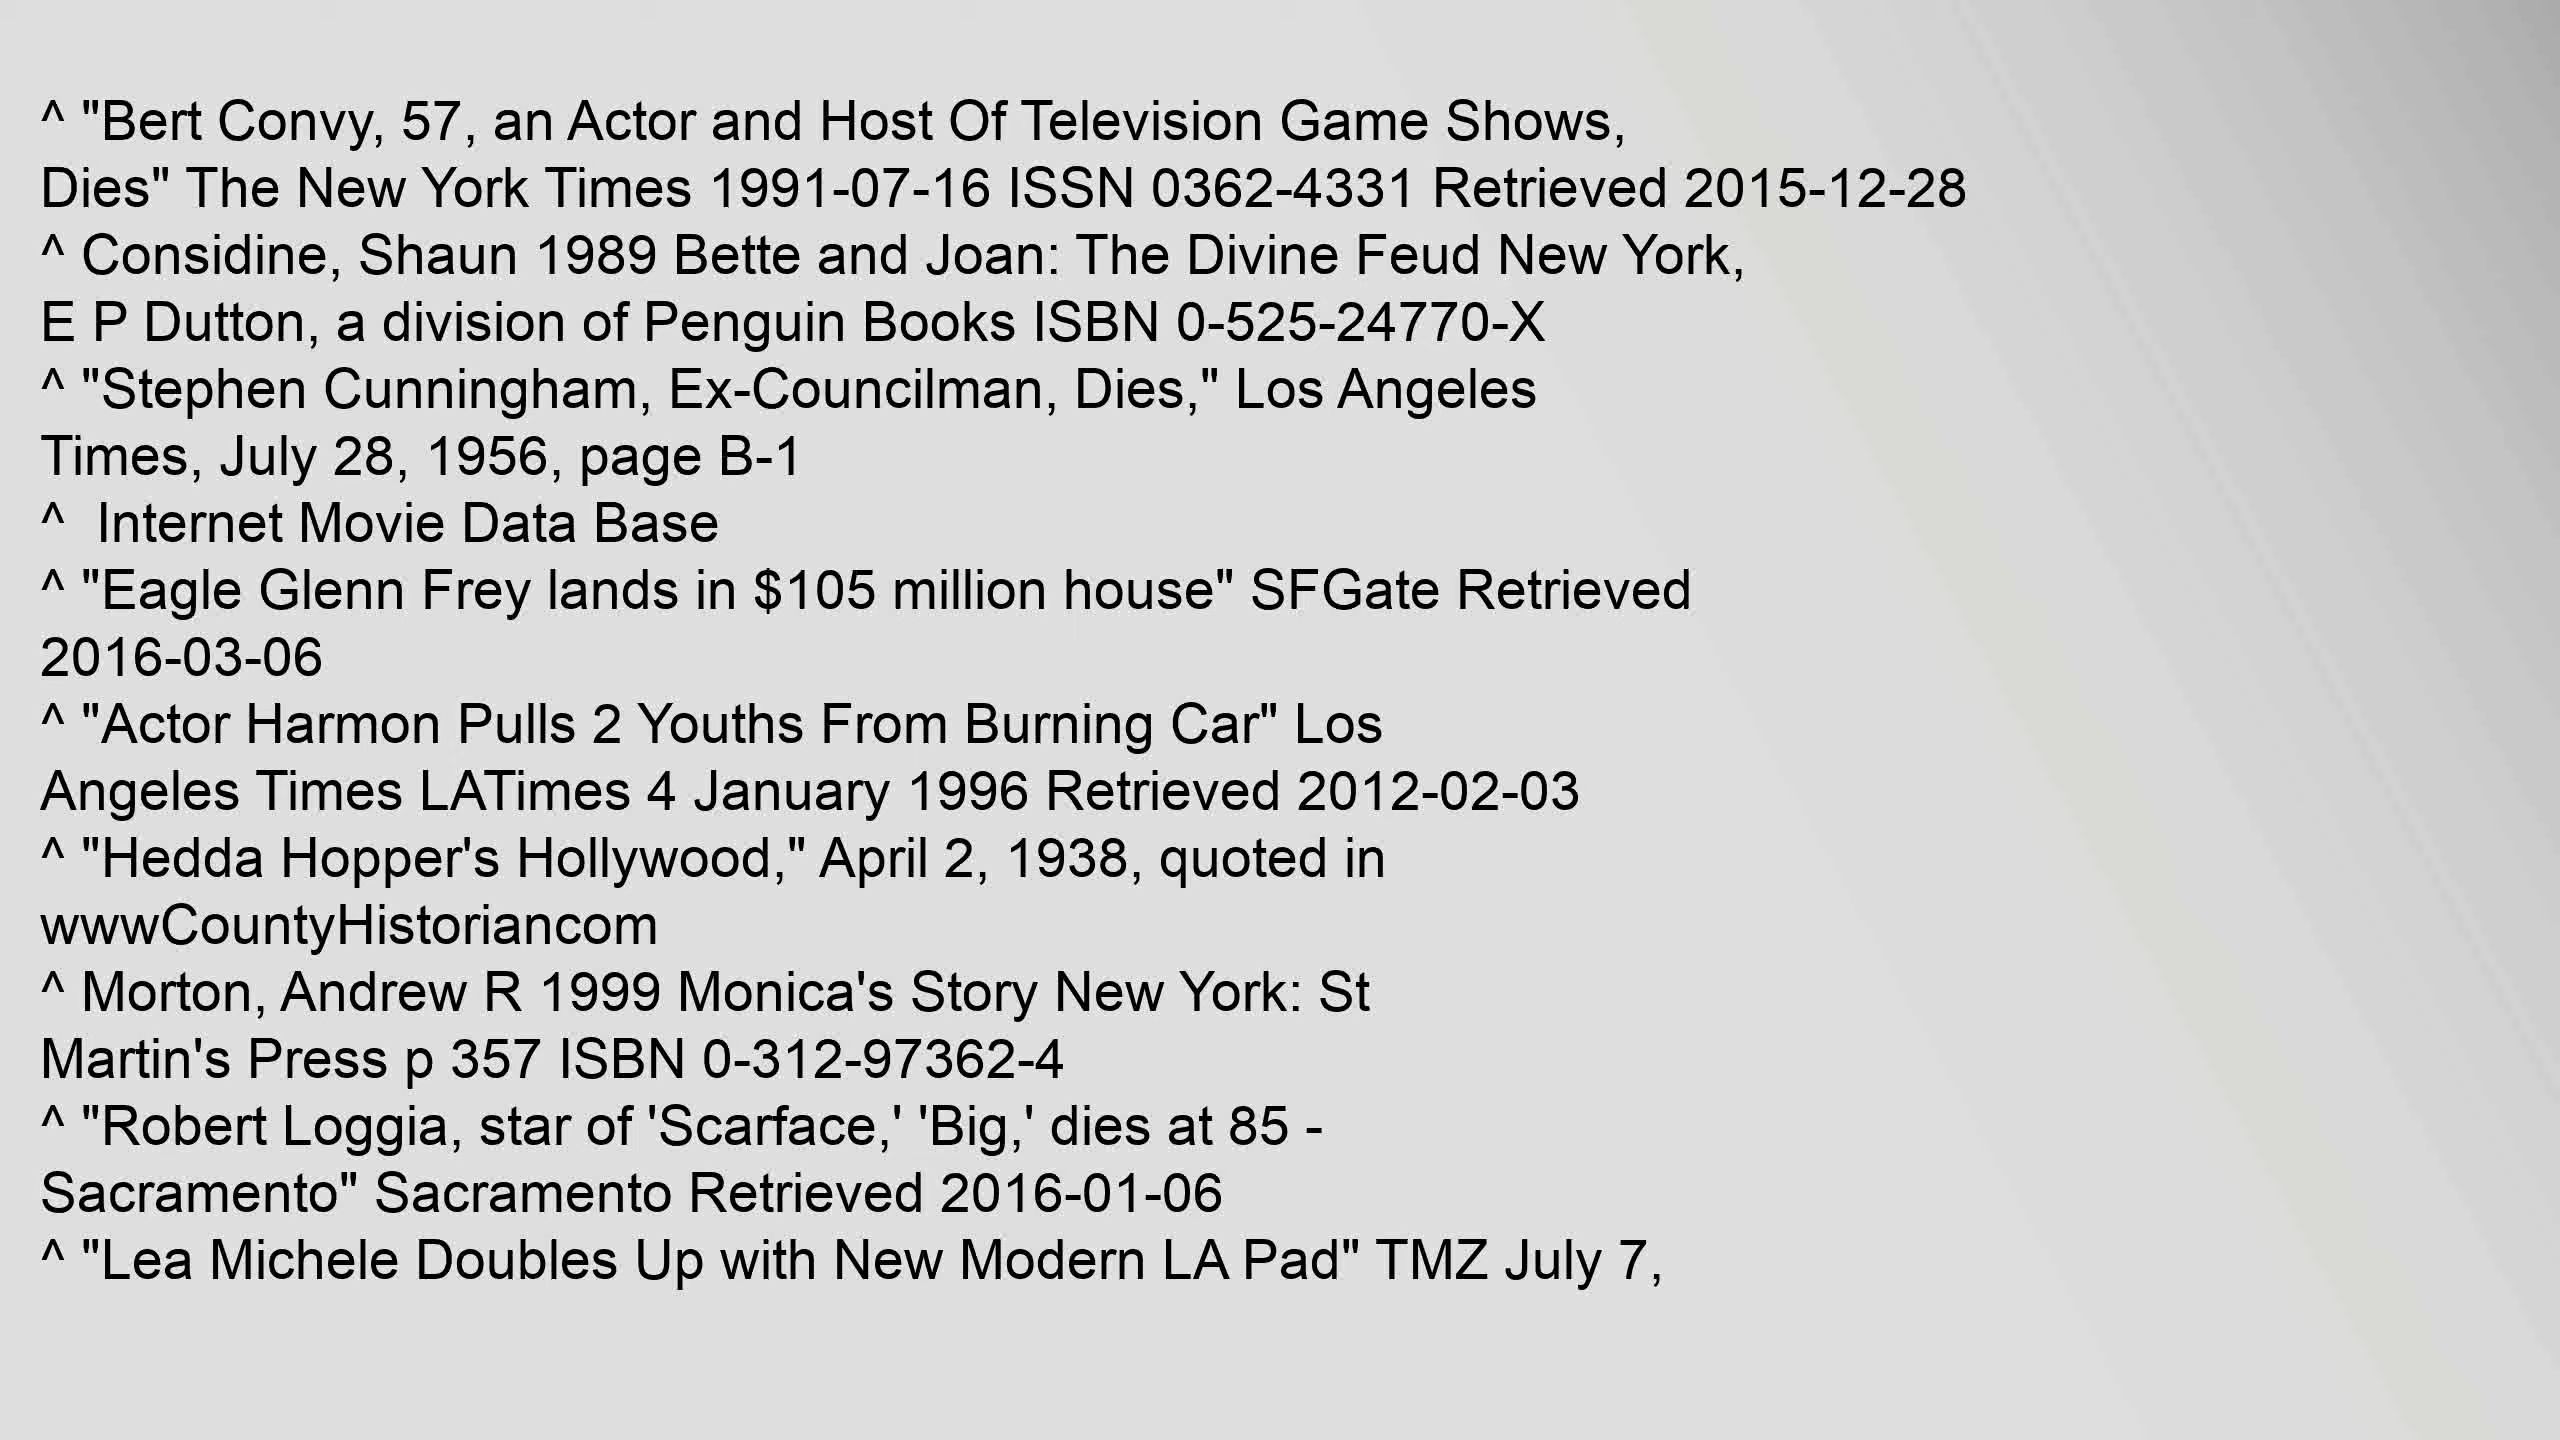 ^ "Bert Convy, 57, an Actor and Host Of Television Game Shows,
Dies" The New York Times 1991-07-16 ISSN 0362-4331 Retrieved 2015-12-28
^ Considine, Shaun 1989 Bette and Joan: The Divine Feud New York,
E P Dutton, a division of Penguin Books ISBN 0-525-24770-X
^ "Stephen Cunningham, Ex-Councilman, Dies," Los Angeles
Times, July 28, 1956, page B-1
^  Internet Movie Data Base
^ "Eagle Glenn Frey lands in $105 million house" SFGate Retrieved
2016-03-06
^ "Actor Harmon Pulls 2 Youths From Burning Car" Los
Angeles Times LATimes 4 January 1996 Retrieved 2012-02-03
^ "Hedda Hopper's Hollywood," April 2, 1938, quoted in
wwwCountyHistoriancom
^ Morton, Andrew R 1999 Monica's Story New York: St
Martin's Press p 357 ISBN 0-312-97362-4
^ "Robert Loggia, star of 'Scarface,' 'Big,' dies at 85 -
Sacramento" Sacramento Retrieved 2016-01-06
^ "Lea Michele Doubles Up with New Modern LA Pad" TMZ July 7,